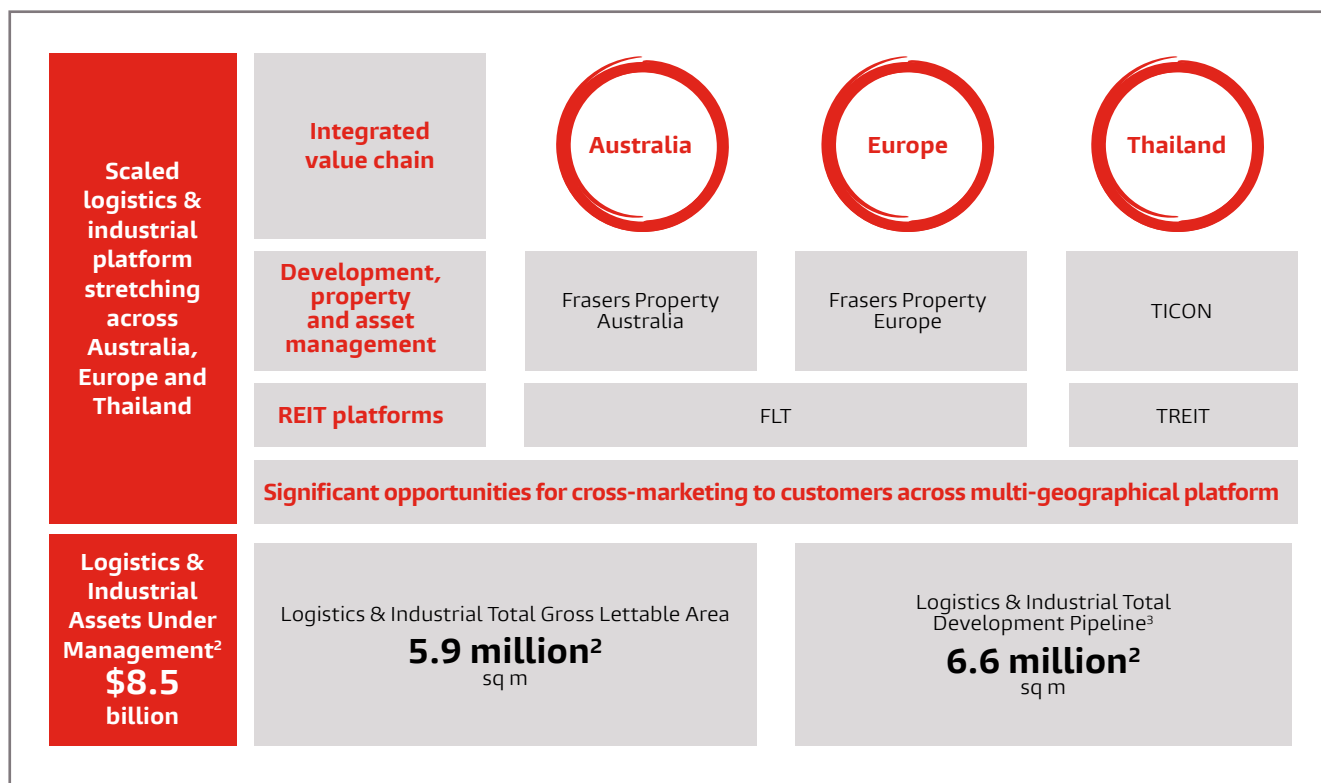 Scaled
logistics &
industrial
platform
stretching
across
Australia,
Europe and
Thailand
Integrated
value chain
Australia
Europe
Thailand
Development,
property
and asset
management
Frasers Property
Australia
Frasers Property
Europe
TICON
REIT platforms
FLT
TREIT
Significant opportunities for cross-marketing to customers across multi-geographical platform
Logistics &
Industrial
Assets Under
Management²
$8.5
billion
Logistics & Industrial Total Gross Lettable Area
5.9 million²
sq m
Logistics & Industrial Total
Development Pipeline³
6.6 million²
sq m